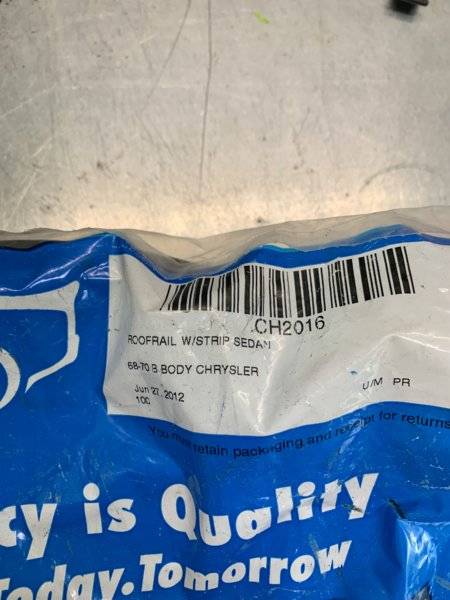 CH2016
ROOFRAIL W/STRIP SEDAN
68-70 B BODY CHRYSLER
U/M PR
Jun 27, 2012
100
You must retain packaging and receipt for returns
cy is Quality
Today. Tomorrow